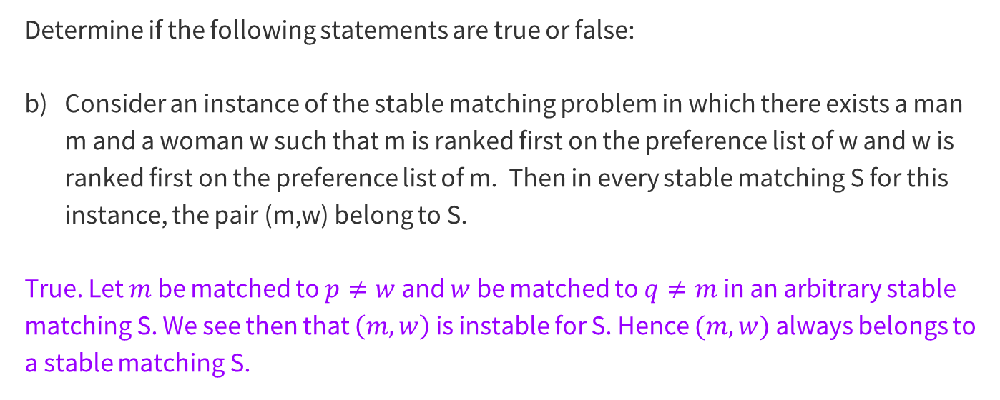 Determine if the following statements are true or false:
b) Consider an instance of the stable matching problem in which there exists a man
m and a woman w such that m is ranked first on the preference list of w and w is
ranked first on the preference list of m. Then in every stable matching S for this
instance, the pair (m,w) belong to S.
True. Let m be matched to p ≠ w and w be matched to q ≠ m in an arbitrary stable
matching S. We see then that (m, w) is instable for S. Hence (m, w) always belongs to
a stable matching S.